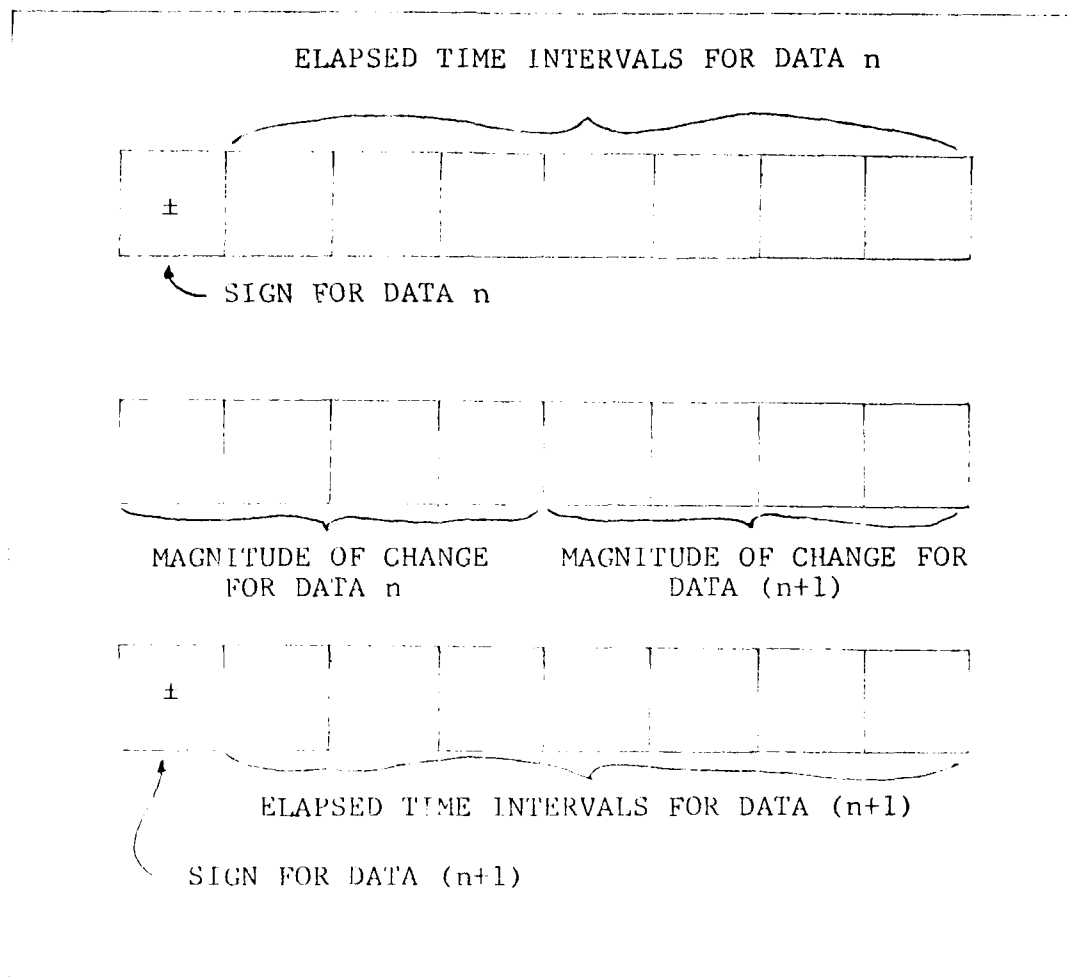 ELAPSED TIME INTERVALS FOR DATA n
±
SIGN FOR DATA n
MAGNITUDE OF CHANGE
FOR DATA n
MAGNITUDE OF CHANGE FOR
DATA (n+1)
±
ELAPSED TIME INTERVALS FOR DATA (n+1)
SIGN FOR DATA (n+1)